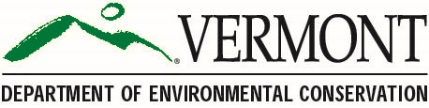 VERMONT
DEPARTMENT OF ENVIRONMENTAL CONSERVATION